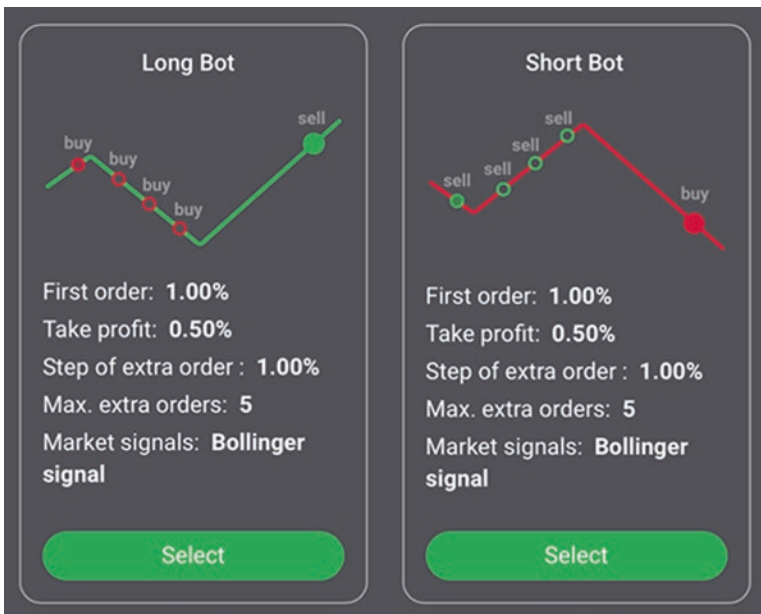 Long Bot
buy
buy
buy
buy
sell
First order: 1.00%
Take profit: 0.50%
Step of extra order : 1.00%
Max. extra orders: 5
Market signals: Bollinger
signal
Select
Short Bot
sell
sell
sell
sell
buy
First order: 1.00%
Take profit: 0.50%
Step of extra order : 1.00%
Max. extra orders: 5
Market signals: Bollinger
signal
Select